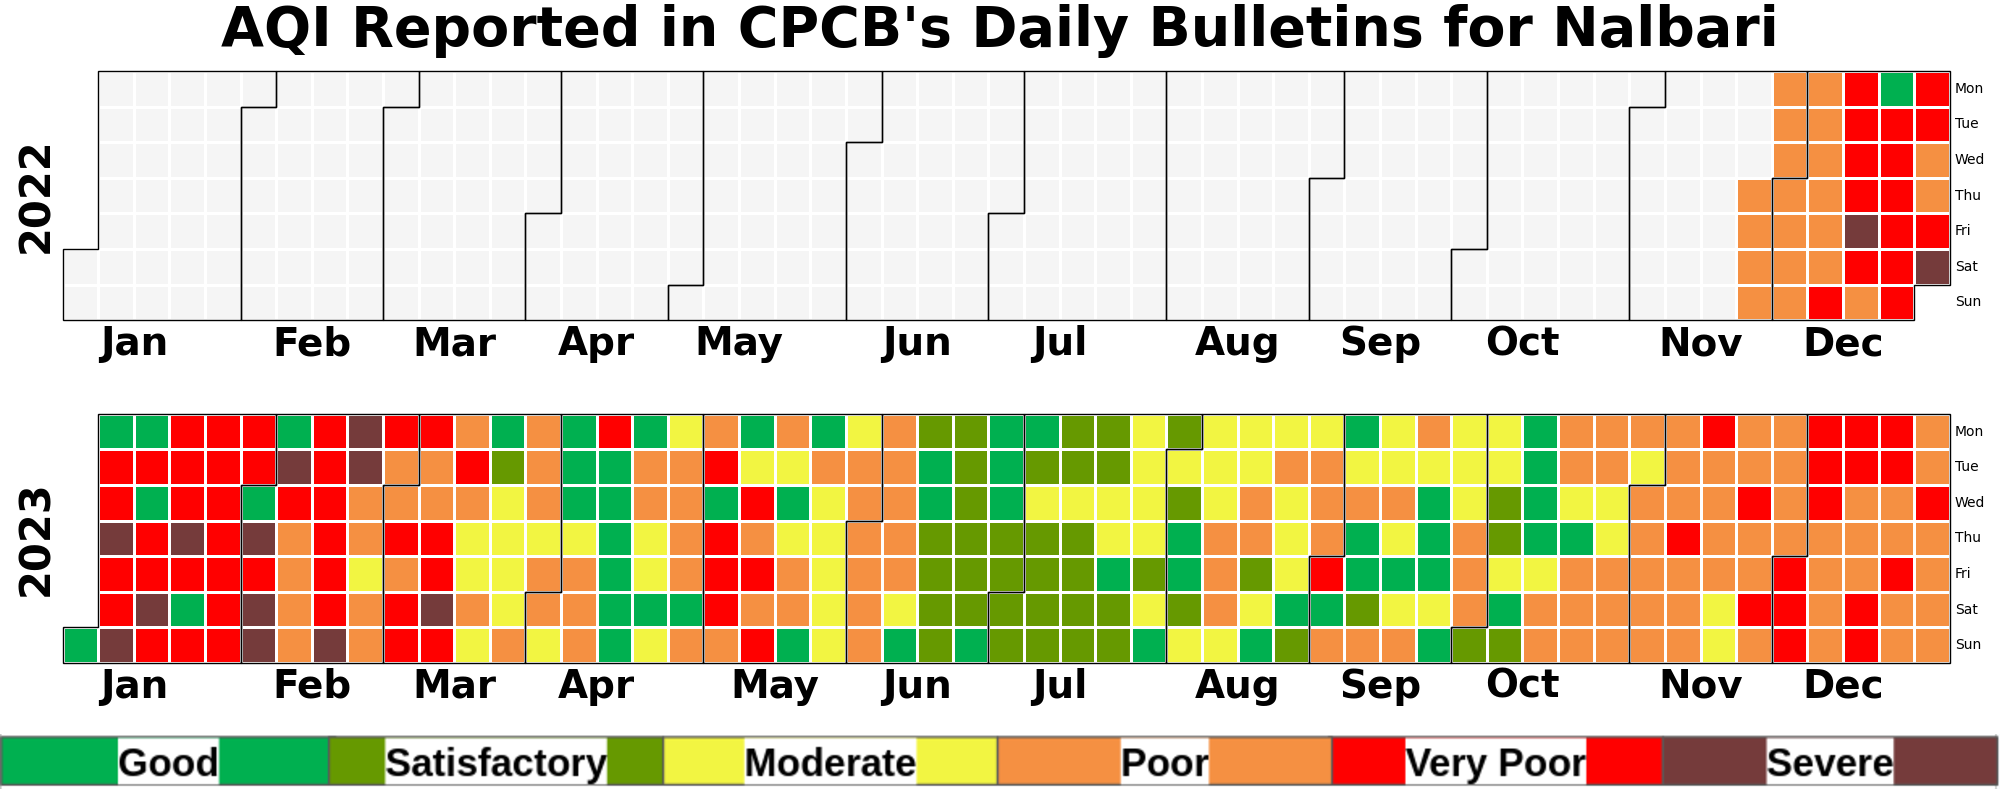 AQI Reported in CPCB's Daily Bulletins for Nalbari
2022
Mon
Tue
Wed
Thu
Fri
Sat
Sun
Jan Feb Mar Apr May Jun Jul Aug Sep Oct Nov Dec
2023
Mon
Tue
Wed
Thu
Fri
Sat
Sun
Jan Feb Mar Apr May Jun Jul Aug Sep Oct Nov Dec
Good Satisfactory Moderate Poor Very Poor Severe